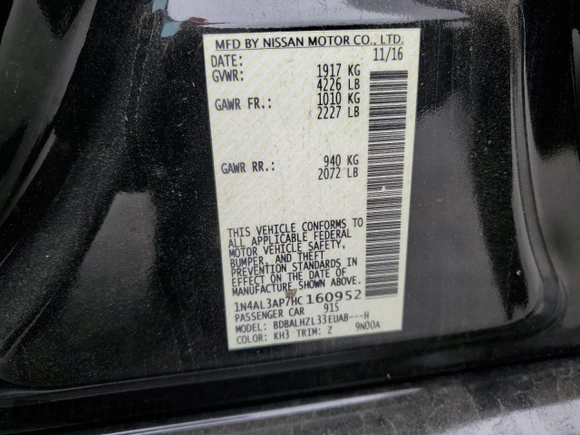 MFD BY NISSAN MOTOR CO., LTD.
DATE: 11/16
GVWR: 1917 KG
4226 LB
GAWR FR.: 1010 KG
2227 LB
GAWR RR.: 940 KG
2072 LB
THIS VEHICLE CONFORMS TO
ALL APPLICABLE FEDERAL
MOTOR VEHICLE SAFETY,
BUMPER, AND THEFT
PREVENTION STANDARDS IN
EFFECT ON THE DATE OF
MANUFACTURE SHOWN ABOVE.
1N4AL3AP7HC160952
PASSENGER CAR 915
MODEL: BDBALHZL33EUAB---H
COLOR: KH3 TRIM: Z 9N00A